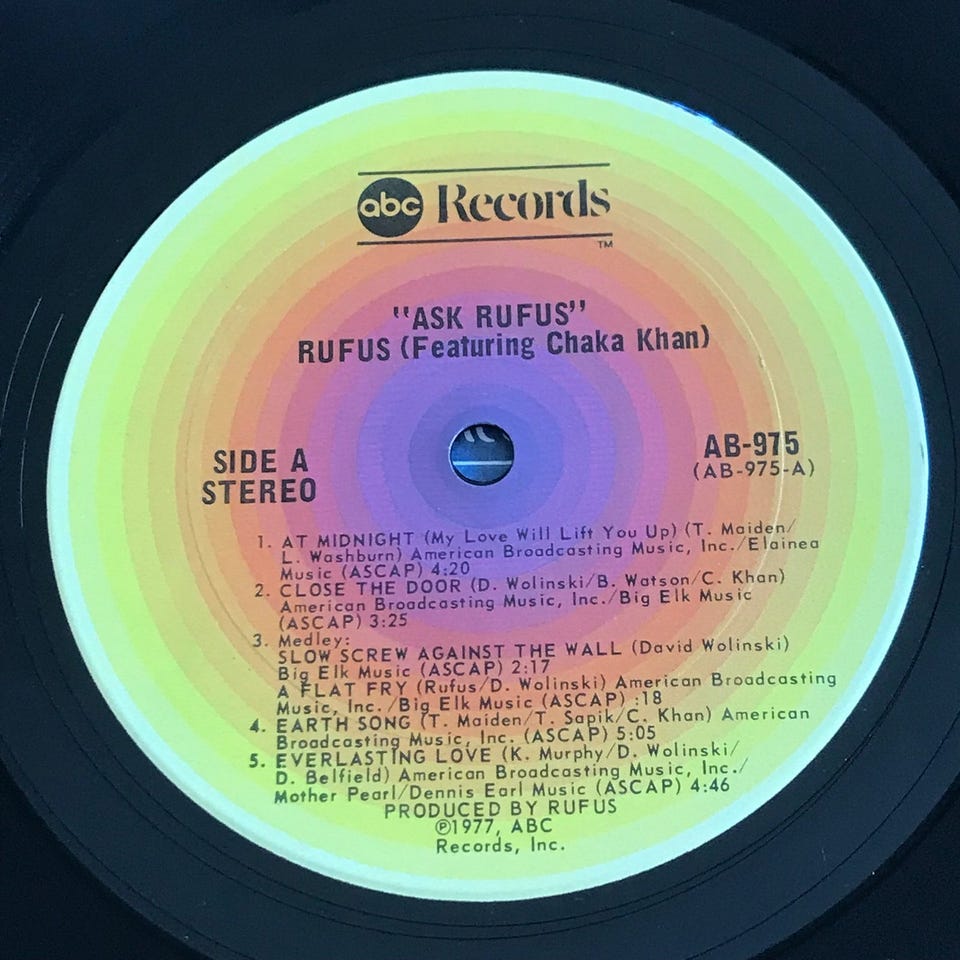 abc Records
TM
"ASK RUFUS"
RUFUS (Featuring Chaka Khan)
SIDE A
STEREO
AB-975
(AB-975-A)
1. AT MIDNIGHT (My Love Will Lift You Up) (T. Maiden/
L. Washburn) American Broadcasting Music, Inc./Elainea
Music (ASCAP) 4:20
2. CLOSE THE DOOR (D. Wolinski/B. Watson/C. Khan)
American Broadcasting Music, Inc./Big Elk Music
(ASCAP) 3:25
3. Medley:
SLOW SCREW AGAINST THE WALL (David Wolinski)
Big Elk Music (ASCAP) 2:17
A FLAT FRY (Rufus/D. Wolinski) American Broadcasting
Music, Inc./Big Elk Music (ASCAP) :18
4. EARTH SONG (T. Maiden/T. Sapik/C. Khan) American
Broadcasting Music, Inc. (ASCAP) 5:05
5. EVERLASTING LOVE (K. Murphy/D. Wolinski/
D. Belfield) American Broadcasting Music, Inc./
Mother Pearl/Dennis Earl Music (ASCAP) 4:46
PRODUCED BY RUFUS
℗1977, ABC
Records, Inc.